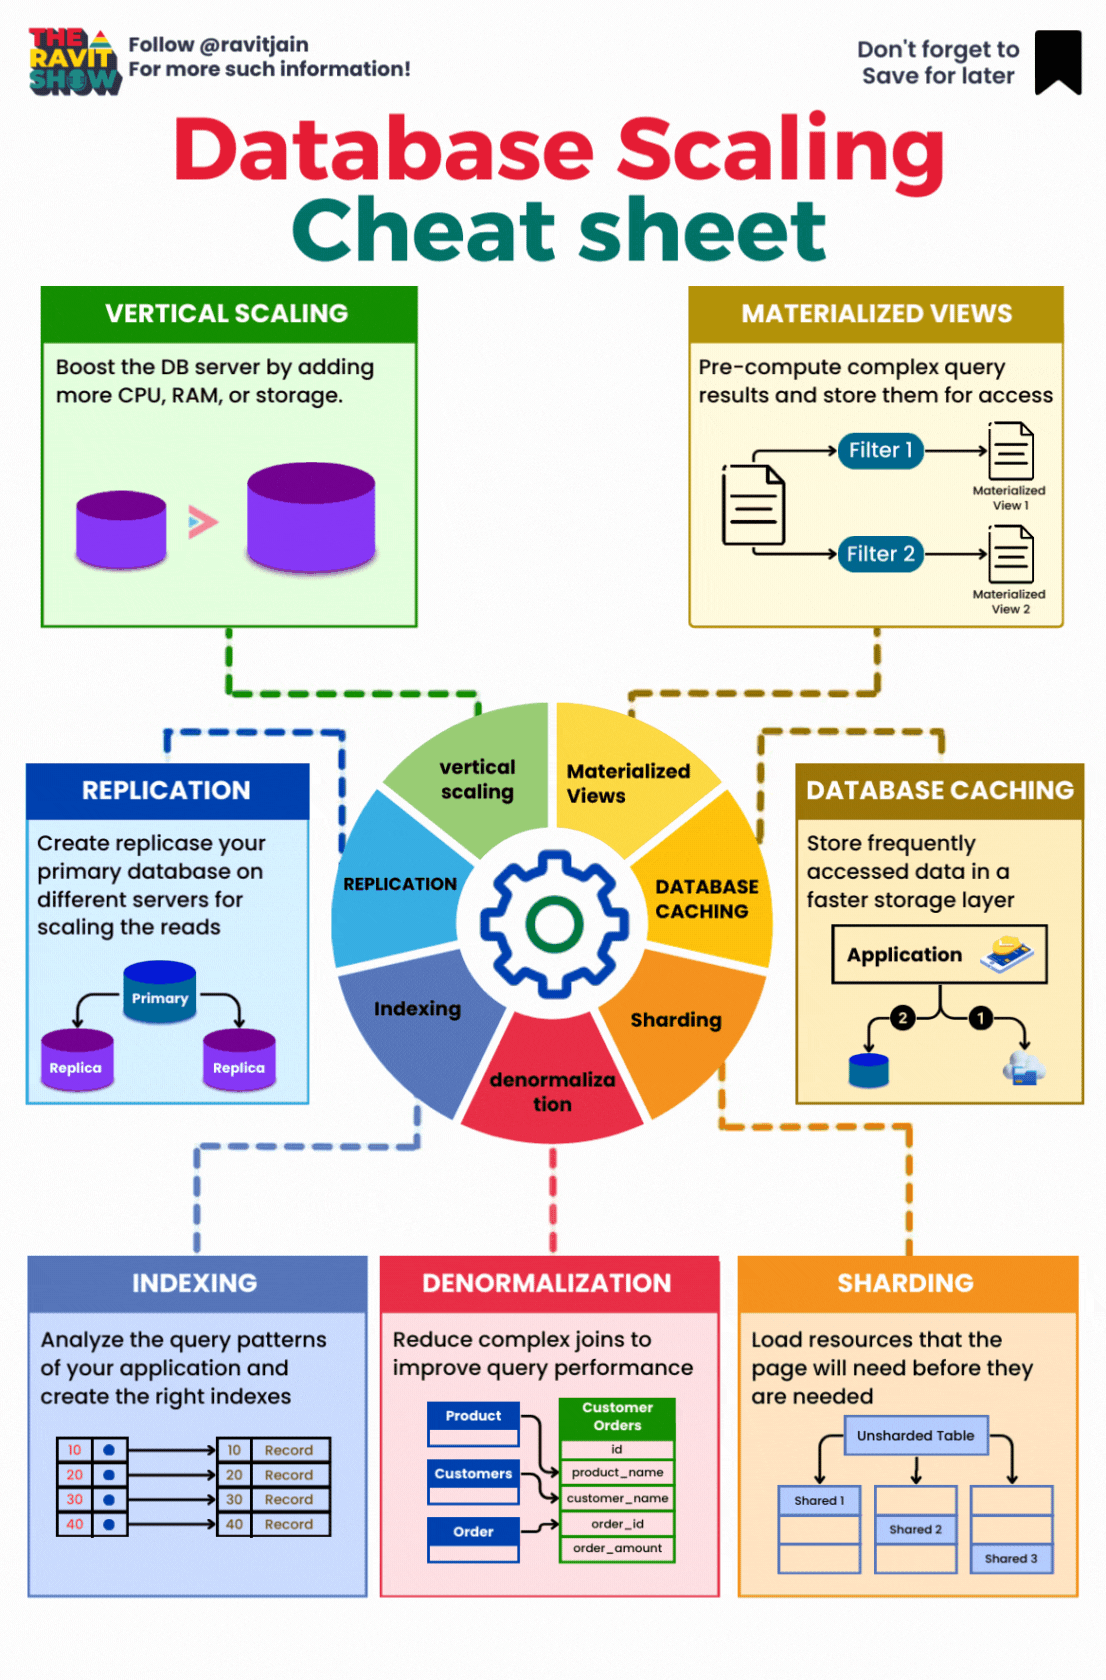 THE
RAVIT
SHOW
Follow @ravitjain
For more such information!
Don't forget to
Save for later
Database Scaling
Cheat sheet
VERTICAL SCALING
Boost the DB server by adding
more CPU, RAM, or storage.
MATERIALIZED VIEWS
Pre-compute complex query
results and store them for access
Filter 1
Materialized
View 1
Filter 2
Materialized
View 2
REPLICATION
Create replicase your
primary database on
different servers for
scaling the reads
Primary
Replica
Replica
vertical
scaling
Materialized
Views
REPLICATION
DATABASE
CACHING
Indexing
Sharding
denormaliza
tion
DATABASE CACHING
Store frequently
accessed data in a
faster storage layer
Application
2
1
INDEXING
Analyze the query patterns
of your application and
create the right indexes
10
10 Record
20
20 Record
30
30 Record
40
40 Record
DENORMALIZATION
Reduce complex joins to
improve query performance
Product
Customers
Order
Customer
Orders
id
product_name
customer_name
order_id
order_amount
SHARDING
Load resources that the
page will need before they
are needed
Unsharded Table
Shared 1
Shared 2
Shared 3